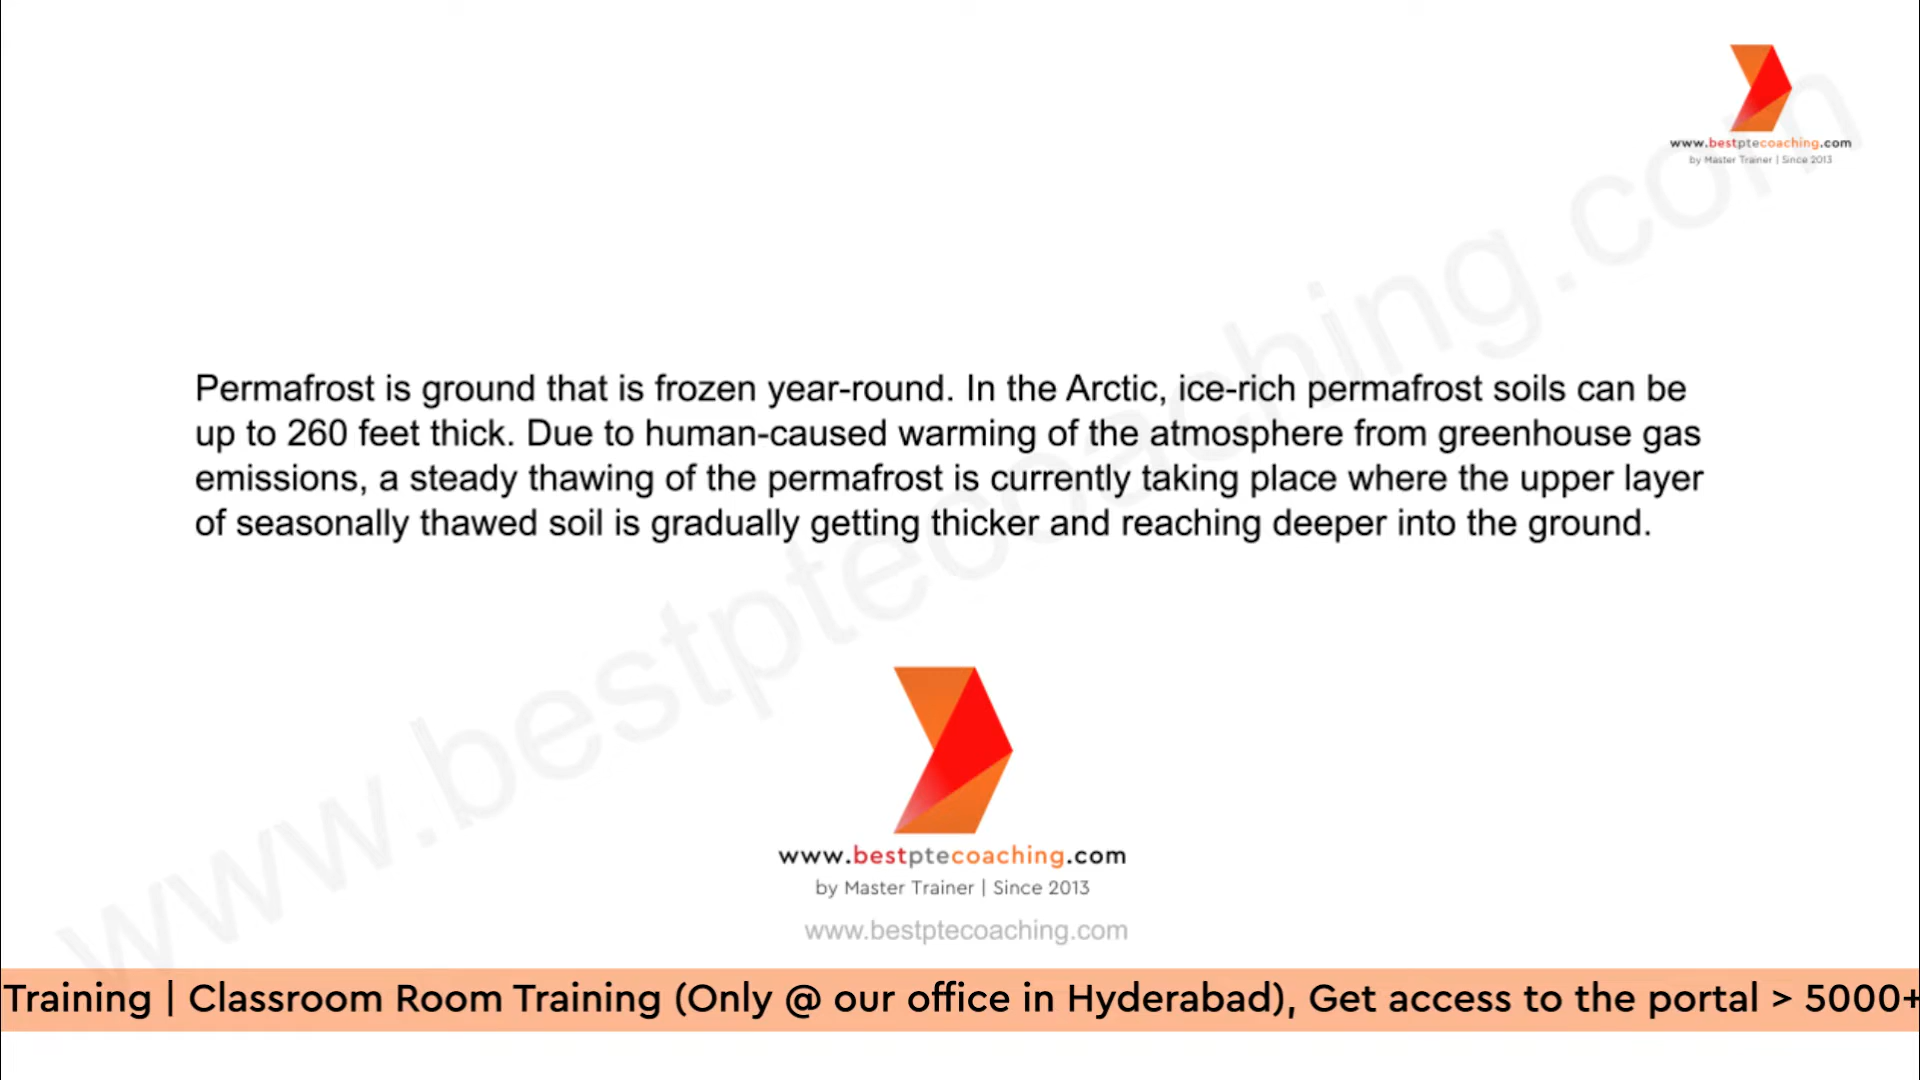 www.bestptecoaching.com
by Master Trainer | Since 2013
Permafrost is ground that is frozen year-round. In the Arctic, ice-rich permafrost soils can be
up to 260 feet thick. Due to human-caused warming of the atmosphere from greenhouse gas
emissions, a steady thawing of the permafrost is currently taking place where the upper layer
of seasonally thawed soil is gradually getting thicker and reaching deeper into the ground.
www.bestptecoaching.com
www.bestptecoaching.com
by Master Trainer | Since 2013
www.bestptecoaching.com
Training | Classroom Room Training (Only @ our office in Hyderabad), Get access to the portal > 5000+